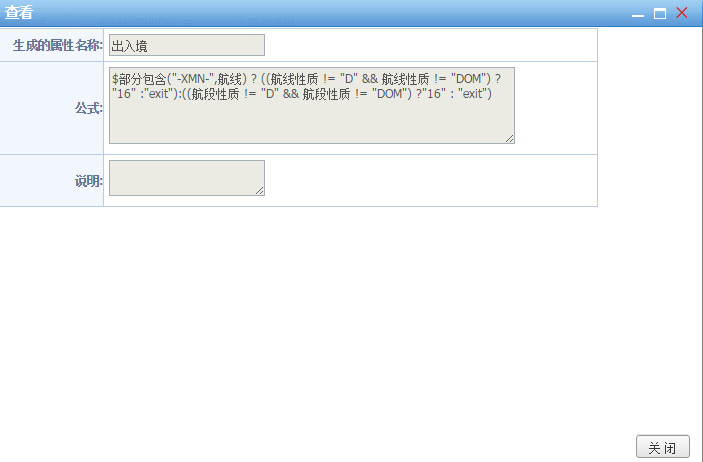 查看
生成的属性名称:
出入境
公式:
$部分包含("-XMN-",航线) ? ((航线性质 != "D" && 航线性质 != "DOM") ?
"16" :"exit"):((航段性质 != "D" && 航段性质 != "DOM") ?"16" : "exit")
说明:
关 闭